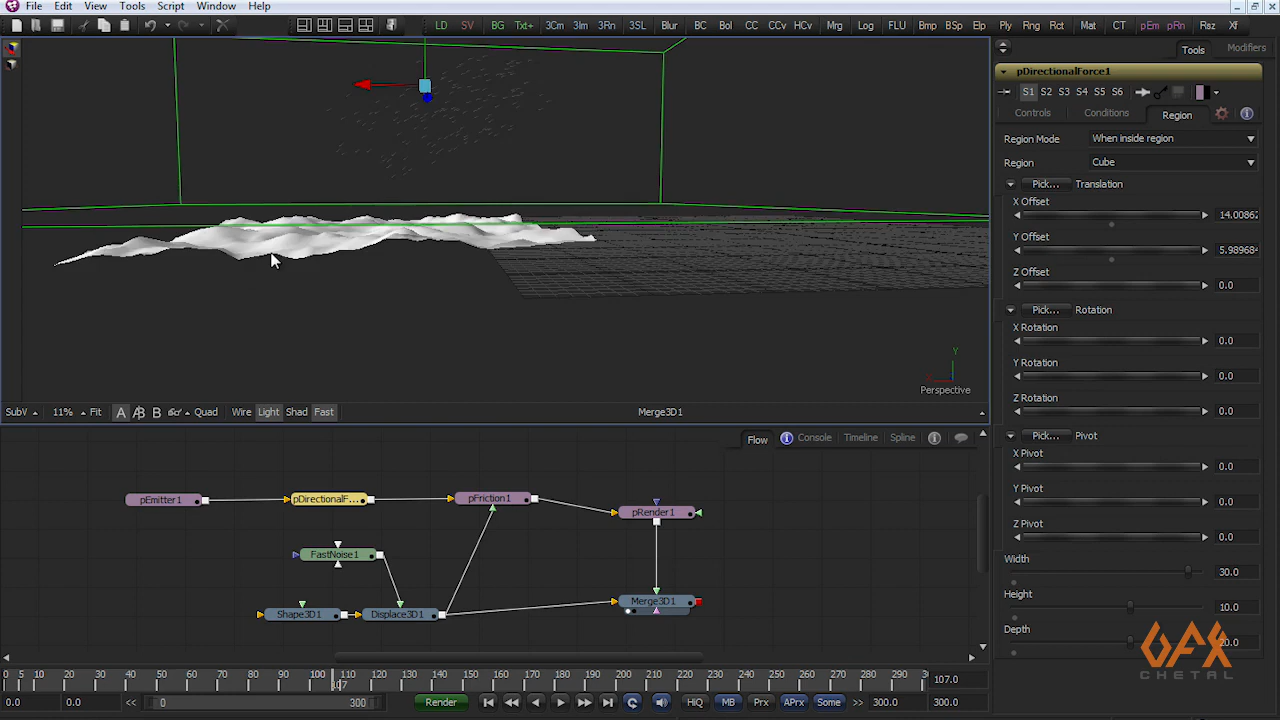 File Edit View Tools Script Window Help
LD SV BG Txt+ 3Cm 3Im 3Rn 3SL Blur BC Bol CC CCv HCv Mrg Log FLU Bmp BSp Elp Ply Rng Rct Mat CT pEm pRn Rsz Xf
Tools Modifiers
pDirectionalForce1
S1 S2 S3 S4 S5 S6
Controls Conditions Region
Region Mode When inside region
Region Cube
Pick... Translation
X Offset
14.0086
Y Offset
5.98968
Z Offset
0.0
Pick... Rotation
X Rotation
0.0
Y Rotation
0.0
Z Rotation
0.0
Pick... Pivot
X Pivot
0.0
Y Pivot
0.0
Z Pivot
0.0
Width
30.0
Height
10.0
Depth
20.0
VFX
CHETAL
Y
X
Perspective
SubV 11% Fit A B Quad Wire Light Shad Fast Merge3D1
Flow Console Timeline Spline
pEmitter1 pDirectionalF... pFriction1 pRender1
FastNoise1
Shape3D1 Displace3D1 Merge3D1
0 5 10 20 30 40 50 60 70 80 90 100 110 120 130 140 150 160 170 180 190 200 210 220 230 240 250 260 270 280 290 300
107
107.0
0.0 0.0 << 0 300 Render HiQ MB Prx APrx Some >> 300.0 300.0